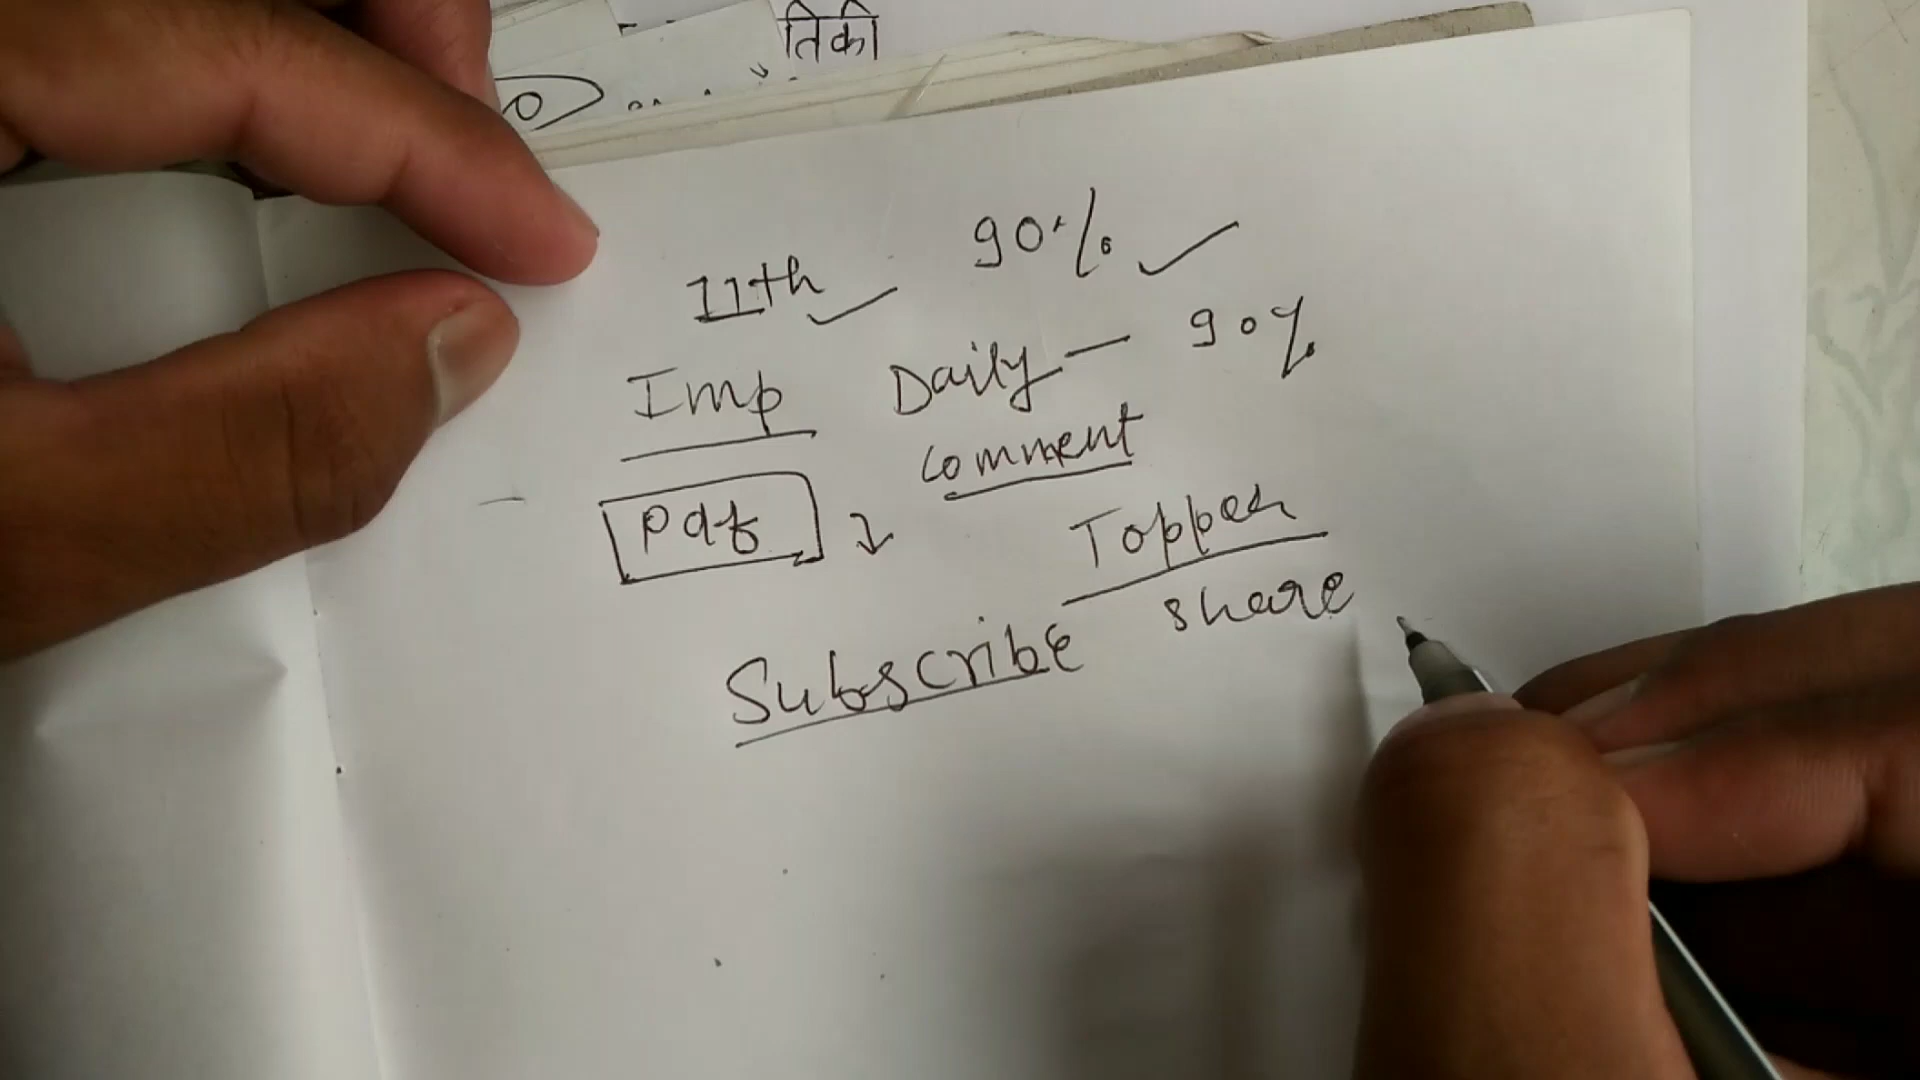 तिकी
11th 90%
Imp Daily - 90%
comment
Pdf
Topper
share
Subscribe